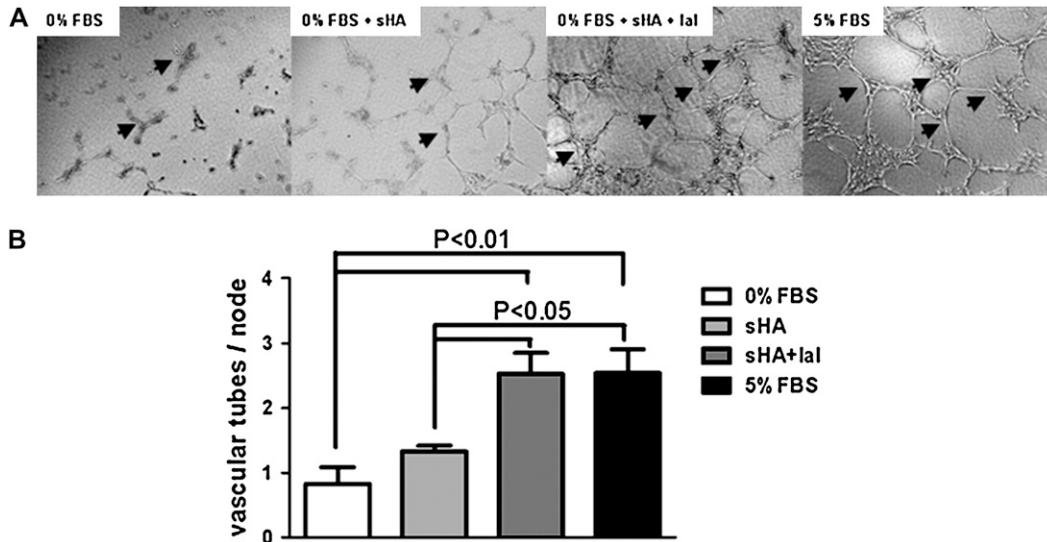 A
0% FBS
0% FBS + sHA
0% FBS + sHA + IaI
5% FBS
B
P<0.01
P<0.05
vascular tubes / node
4
3
2
1
0
0% FBS
sHA
sHA+IaI
5% FBS